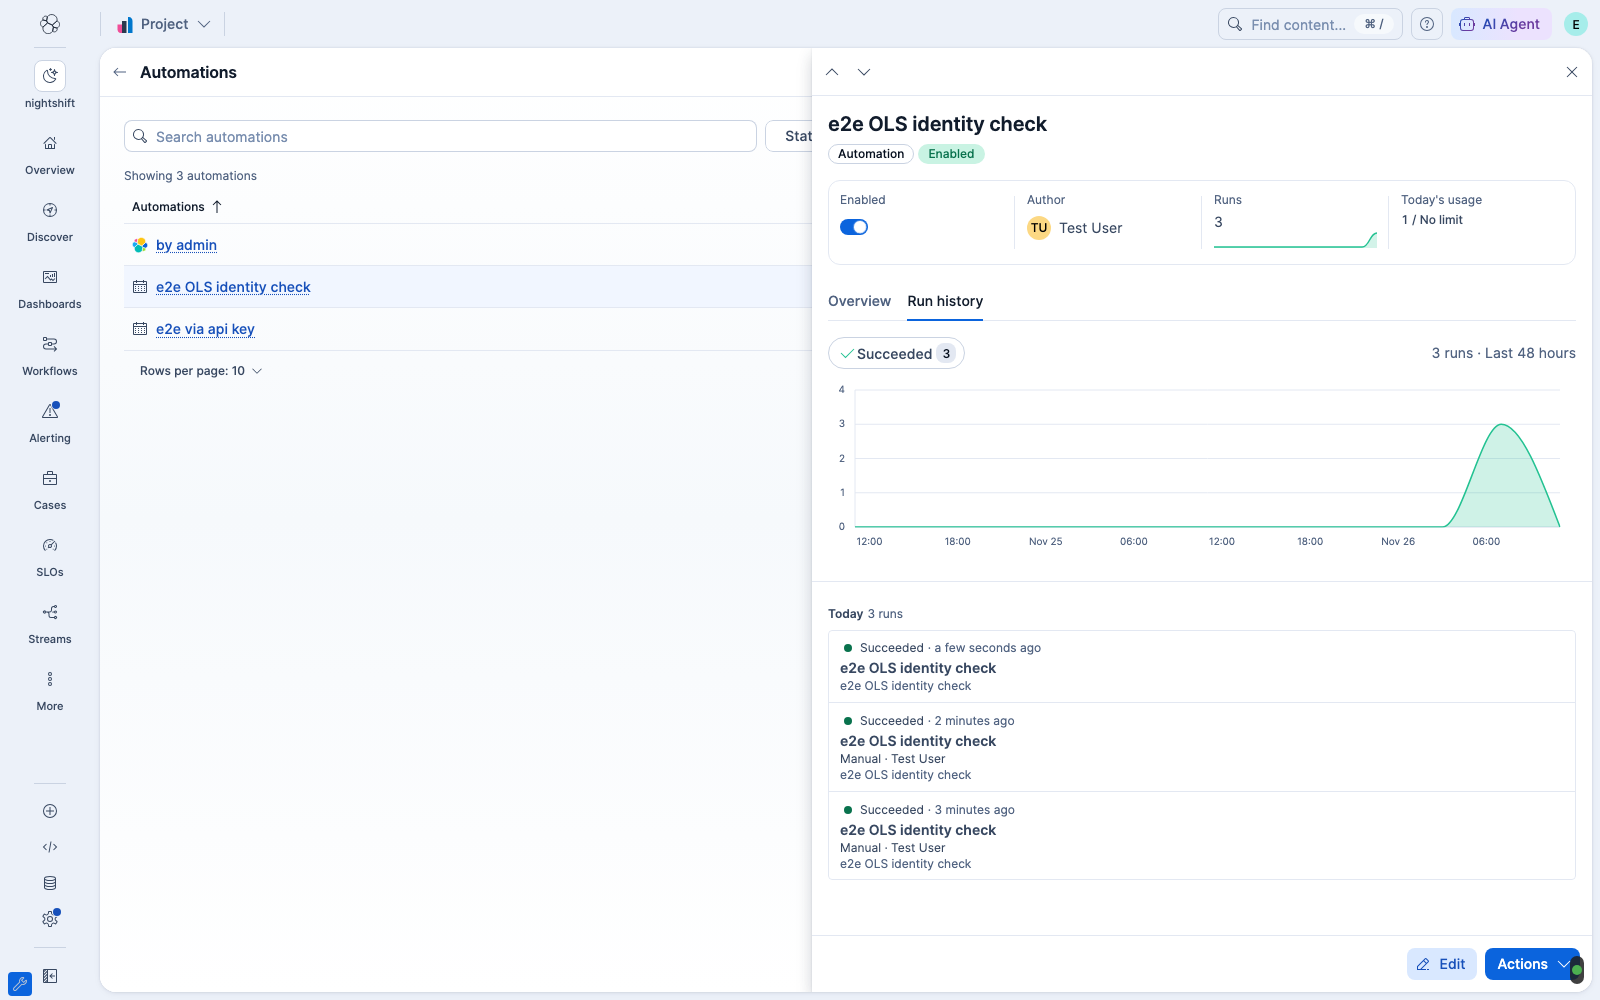 Project
Find content...
⌘ /
AI Agent
E
nightshift
Overview
Discover
Dashboards
Workflows
Alerting
Cases
SLOs
Streams
More
Automations
Search automations
Stat
Showing 3 automations
Automations
by admin
e2e OLS identity check
e2e via api key
Rows per page: 10
e2e OLS identity check
Automation
Enabled
Enabled
Author
TU Test User
Runs
3
Today's usage
1 / No limit
Overview
Run history
Succeeded 3
3 runs · Last 48 hours
4
3
2
1
0
12:00 18:00 Nov 25 06:00 12:00 18:00 Nov 26 06:00
Today 3 runs
Succeeded · a few seconds ago
e2e OLS identity check
e2e OLS identity check
Succeeded · 2 minutes ago
e2e OLS identity check
Manual · Test User
e2e OLS identity check
Succeeded · 3 minutes ago
e2e OLS identity check
Manual · Test User
e2e OLS identity check
Edit
Actions